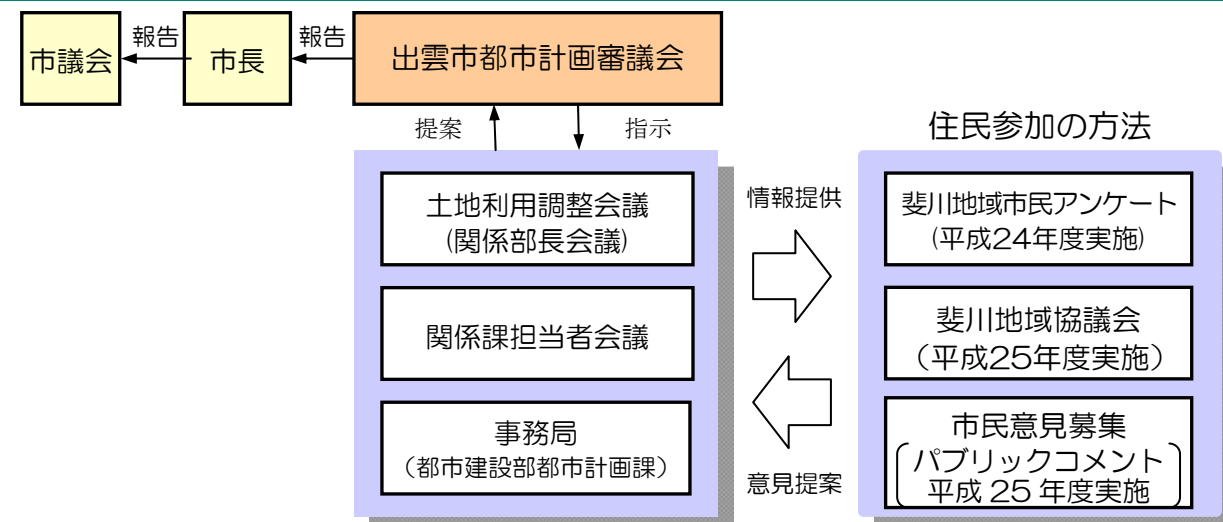 市議会
報告
市長
報告
出雲市都市計画審議会
提案
指示
土地利用調整会議
(関係部長会議)
関係課担当者会議
事務局
（都市建設部都市計画課）
情報提供
意見提案
住民参加の方法
斐川地域市民アンケート
(平成24年度実施)
斐川地域協議会
（平成25年度実施）
市民意見募集
パブリックコメント
平成 25 年度実施